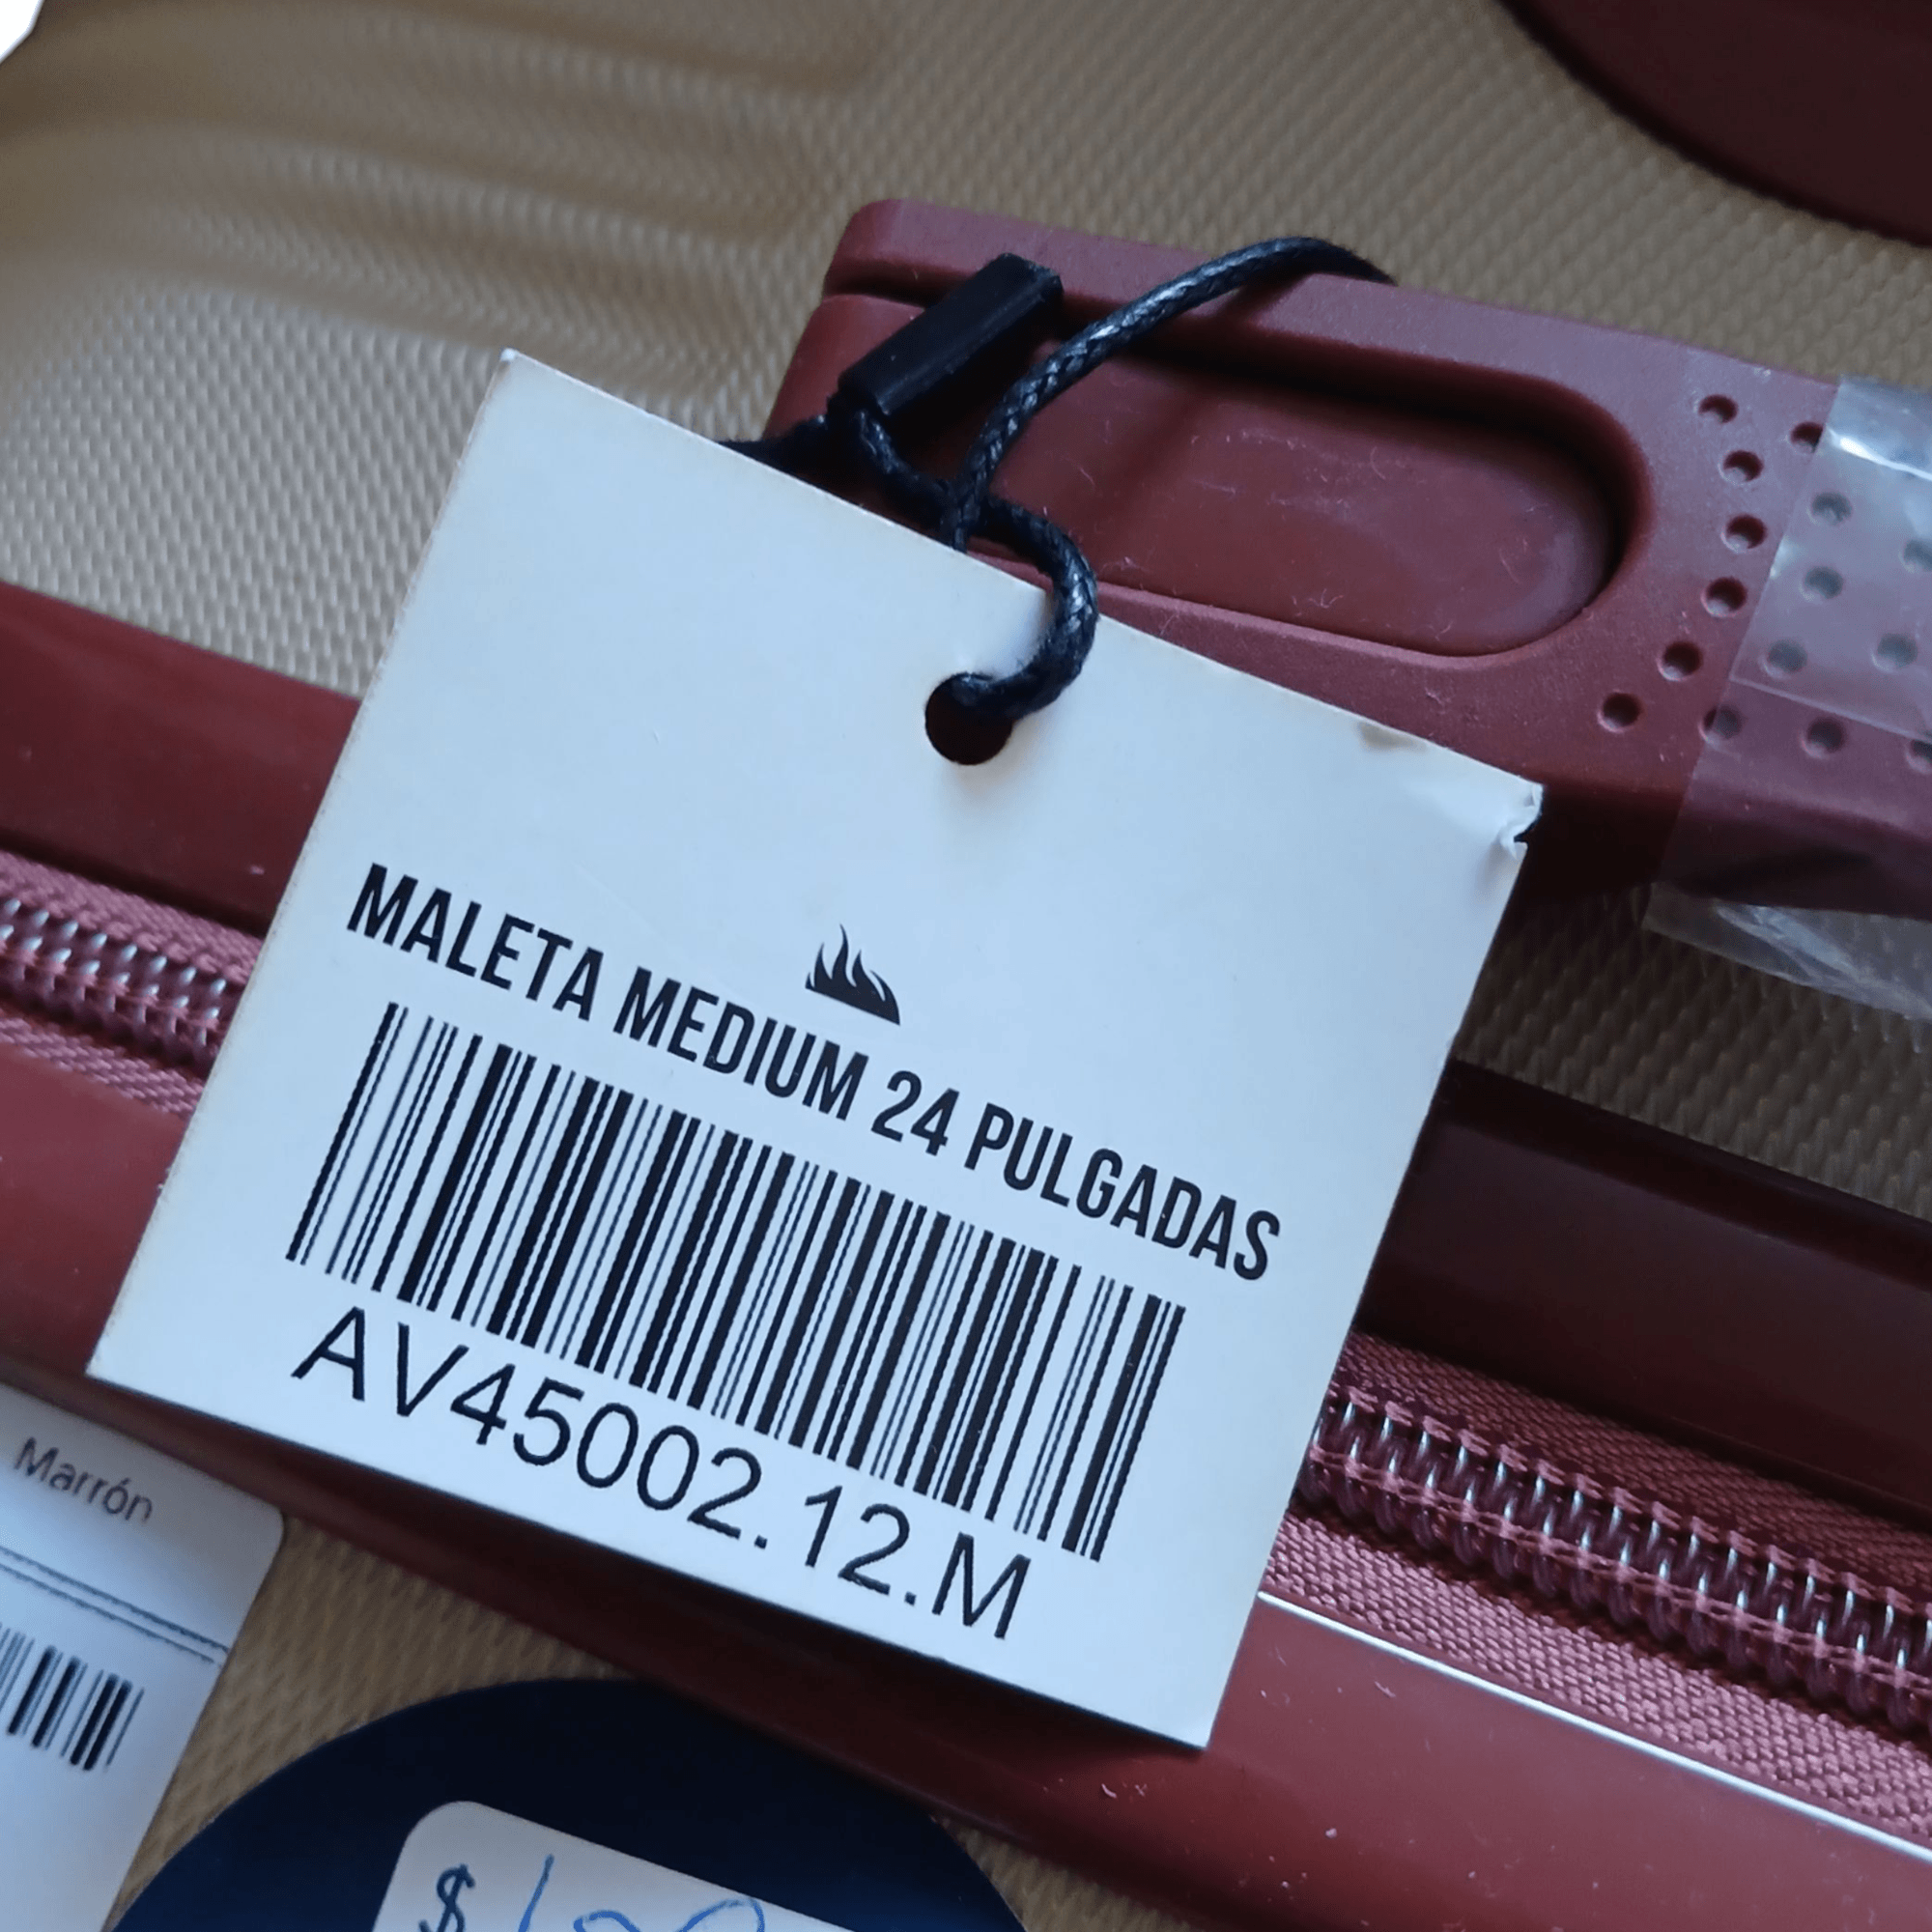 MALETA MEDIUM 24 PULGADAS
AV45002.12.M
Marrón
$